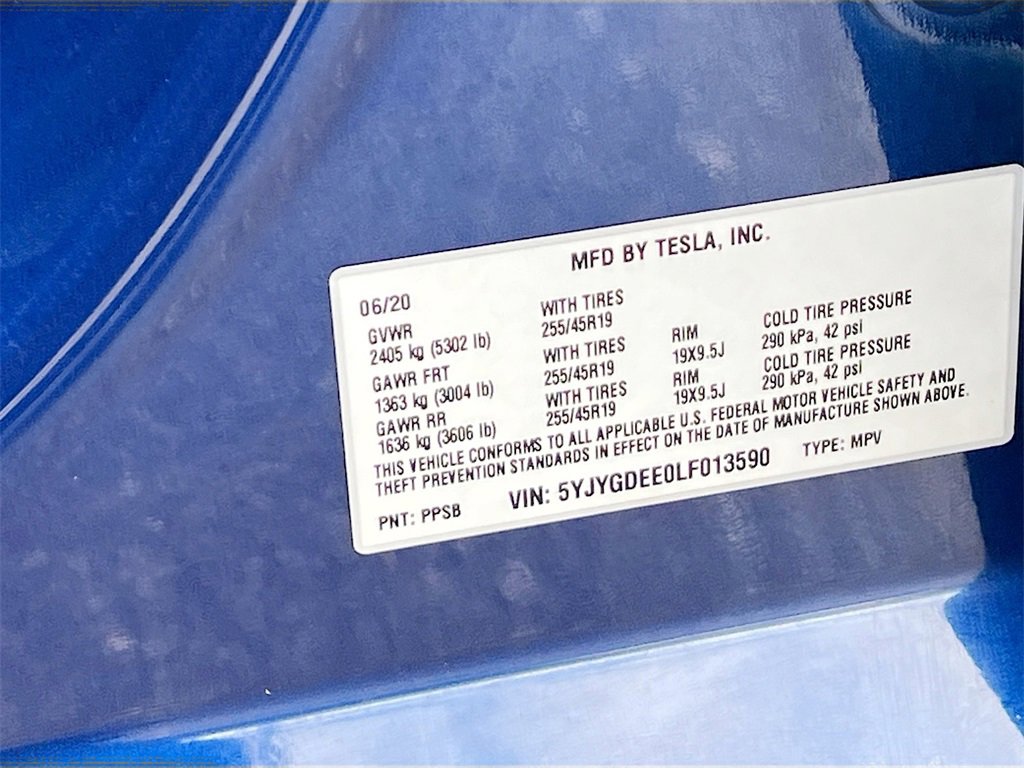 MFD BY TESLA, INC.
06/20
GVWR WITH TIRES
2405 kg (5302 lb) 255/45R19
GAWR FRT WITH TIRES RIM COLD TIRE PRESSURE
1363 kg (3004 lb) 255/45R19 19X9.5J 290 kPa, 42 psi
GAWR RR WITH TIRES RIM COLD TIRE PRESSURE
1636 kg (3606 lb) 255/45R19 19X9.5J 290 kPa, 42 psi
THIS VEHICLE CONFORMS TO ALL APPLICABLE U.S. FEDERAL MOTOR VEHICLE SAFETY AND
THEFT PREVENTION STANDARDS IN EFFECT ON THE DATE OF MANUFACTURE SHOWN ABOVE.
PNT: PPSB VIN: 5YJYGDEE0LF013590 TYPE: MPV